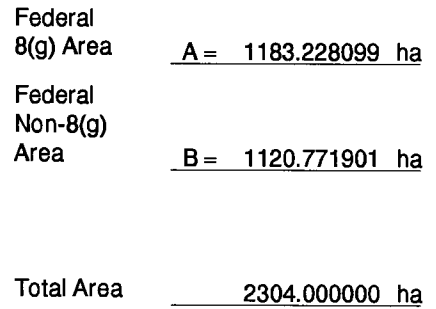 Federal
8(g) Area A = 1183.228099 ha
Federal
Non-8(g)
Area B = 1120.771901 ha
Total Area 2304.000000 ha